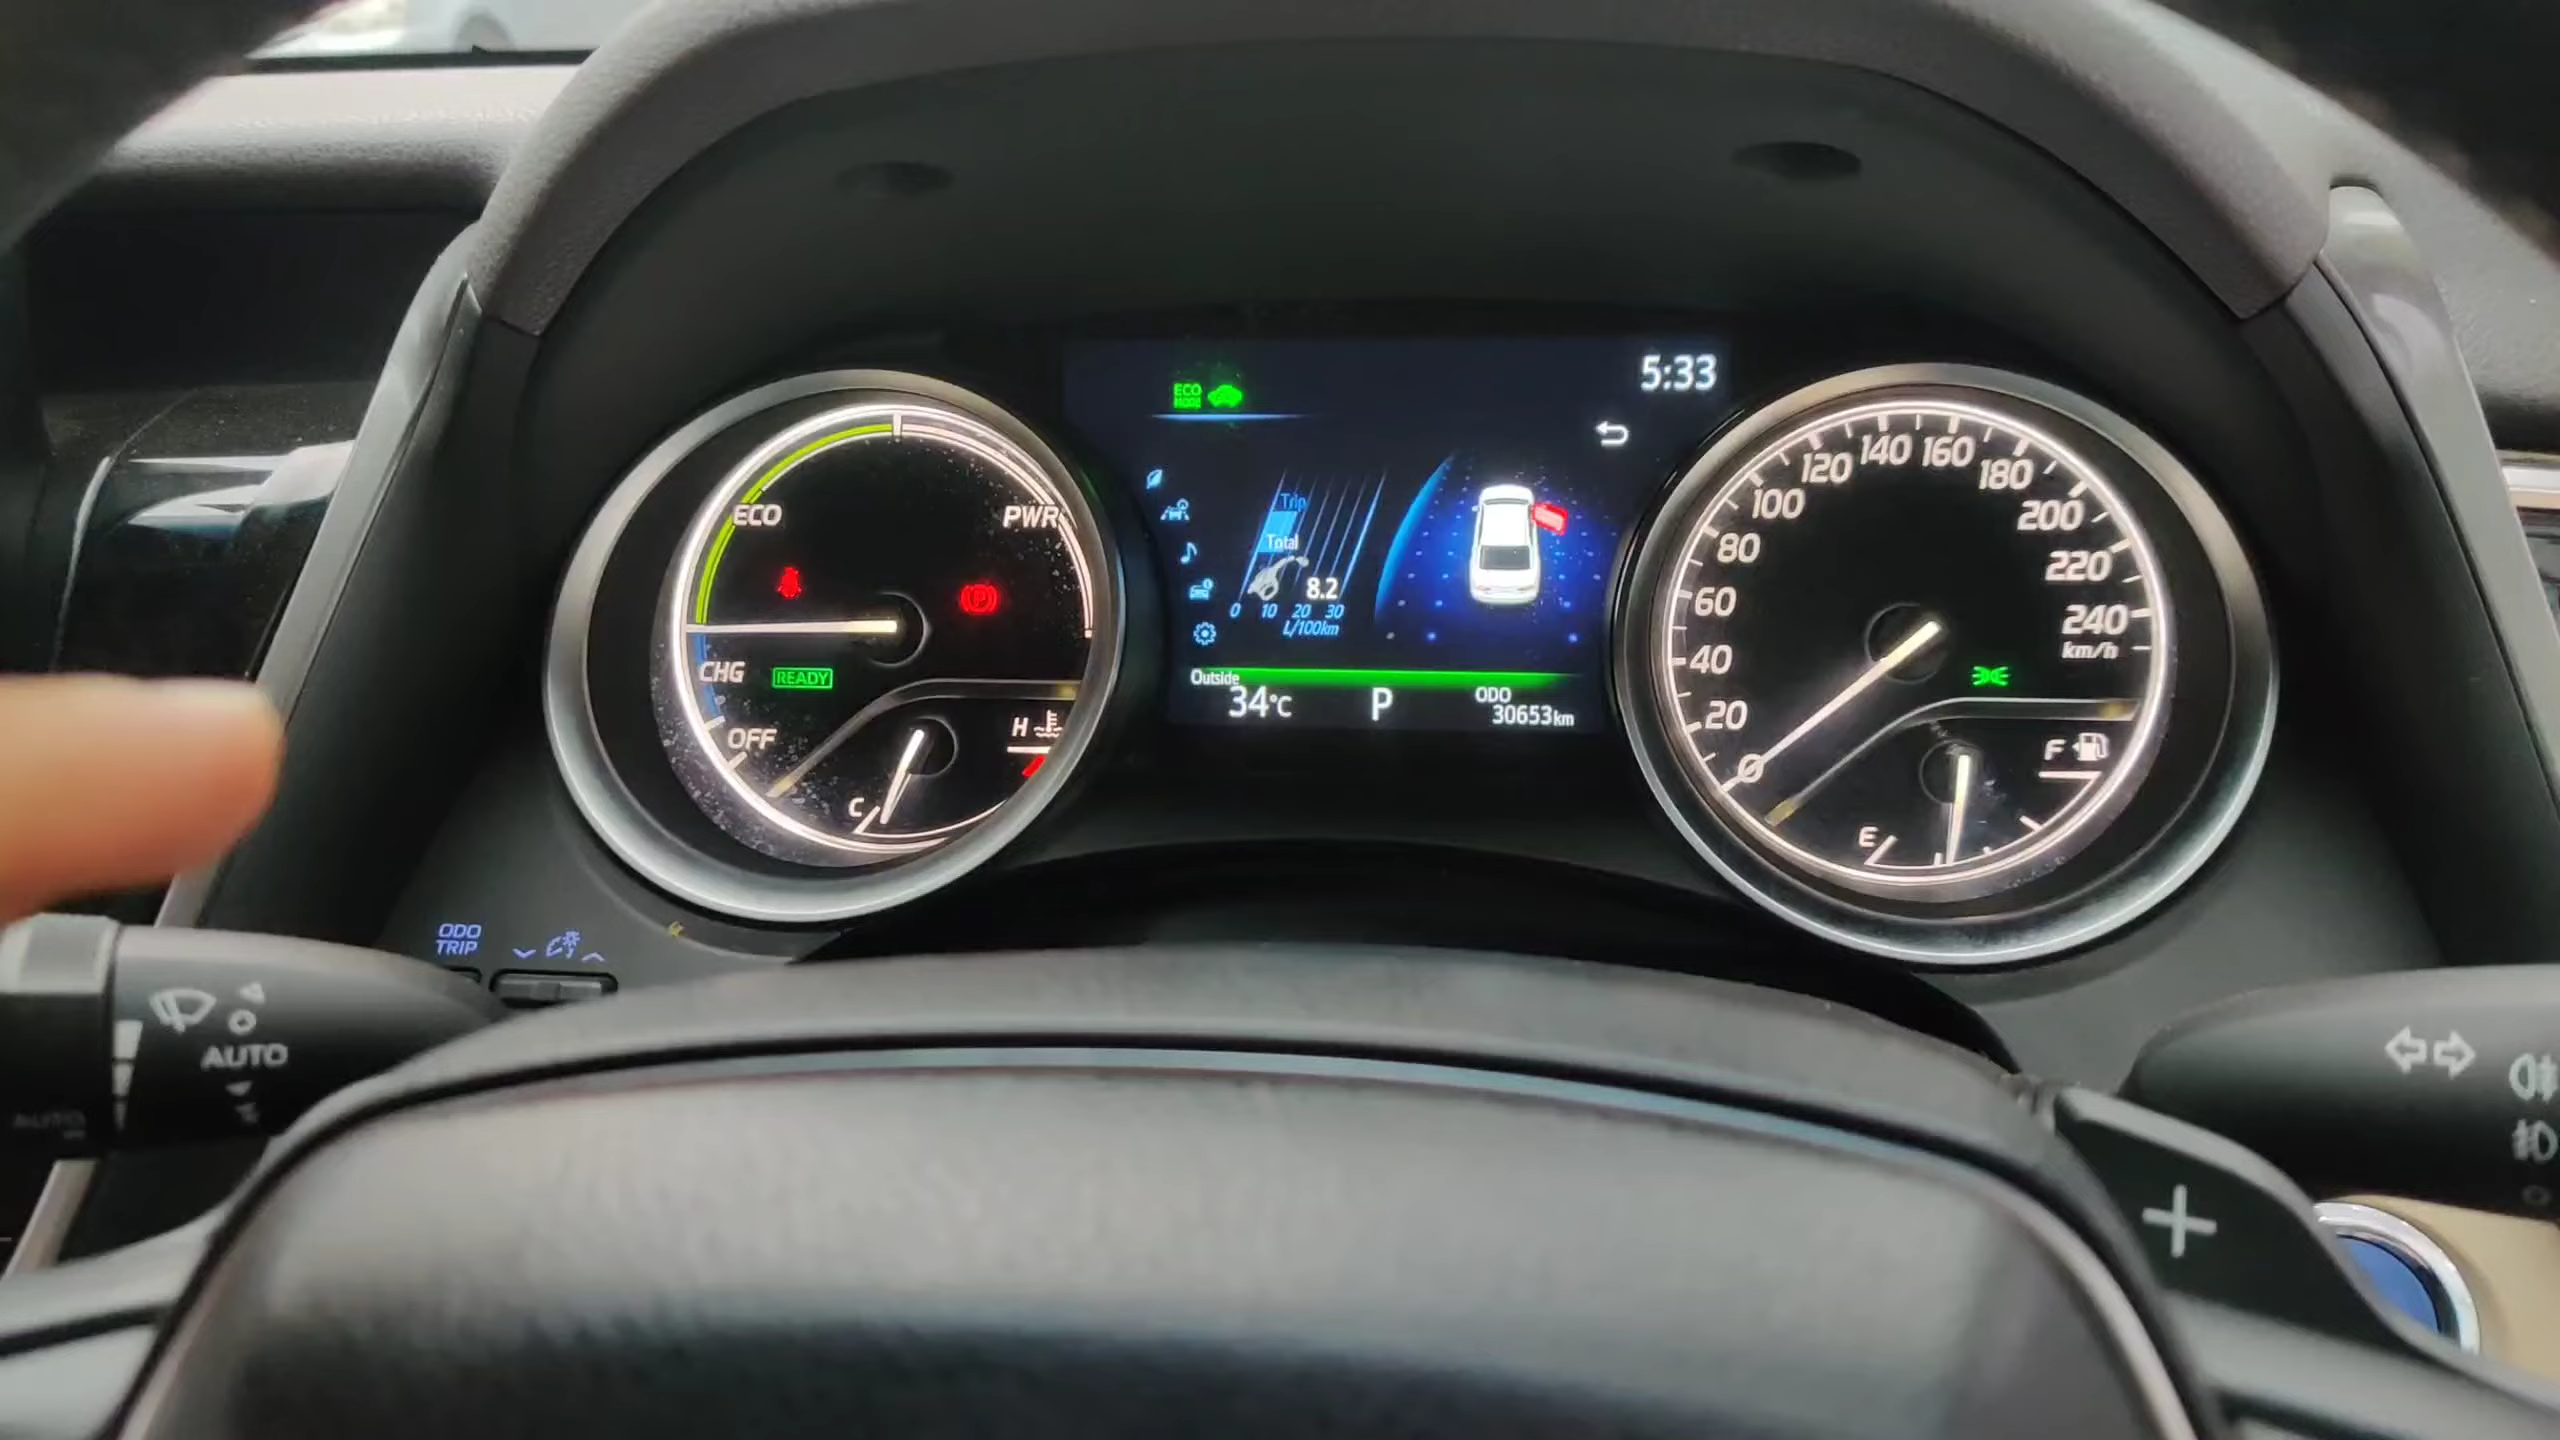 ECO
MODE
5:33
ECO
PWR
CHG
READY
OFF
H
C
Trip
Total
8.2
0 10 20 30
L/100km
Outside
34°C
P
ODO
30653km
0
20
40
60
80
100
120
140
160
180
200
220
240
km/h
F
E
ODO
TRIP
AUTO
AUTO
+